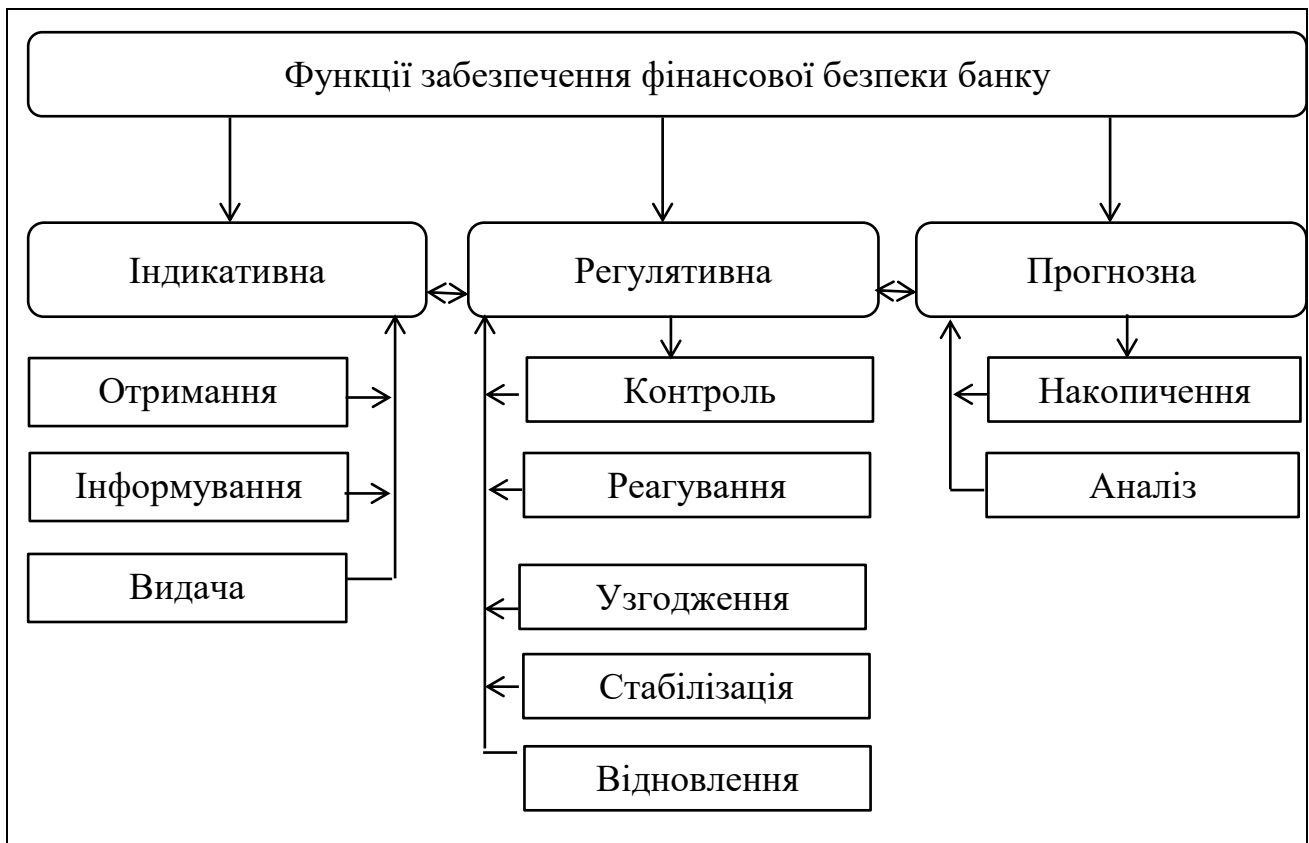 Функції забезпечення фінансової безпеки банку
Індикативна
Регулятивна
Прогнозна
Отримання
Контроль
Накопичення
Інформування
Реагування
Аналіз
Видача
Узгодження
Стабілізація
Відновлення